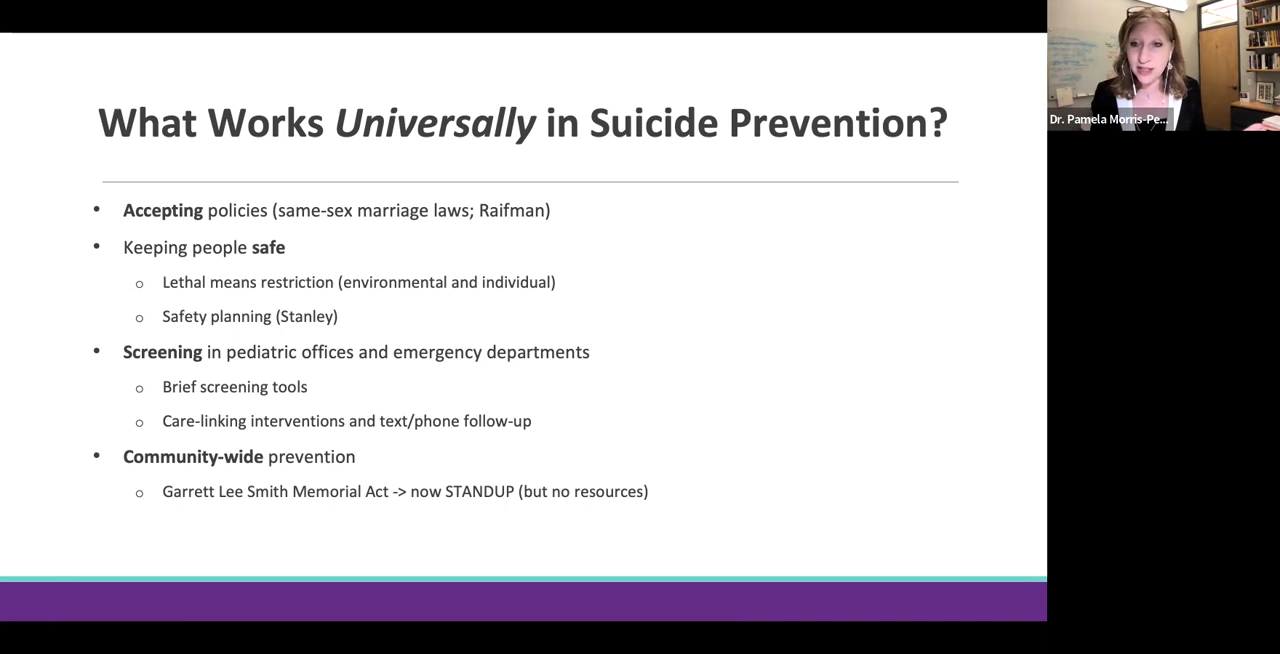 What Works Universally in Suicide Prevention?
• Accepting policies (same-sex marriage laws; Raifman)
• Keeping people safe
o Lethal means restriction (environmental and individual)
o Safety planning (Stanley)
• Screening in pediatric offices and emergency departments
o Brief screening tools
o Care-linking interventions and text/phone follow-up
• Community-wide prevention
o Garrett Lee Smith Memorial Act -> now STANDUP (but no resources)
Dr. Pamela Morris-Pe...